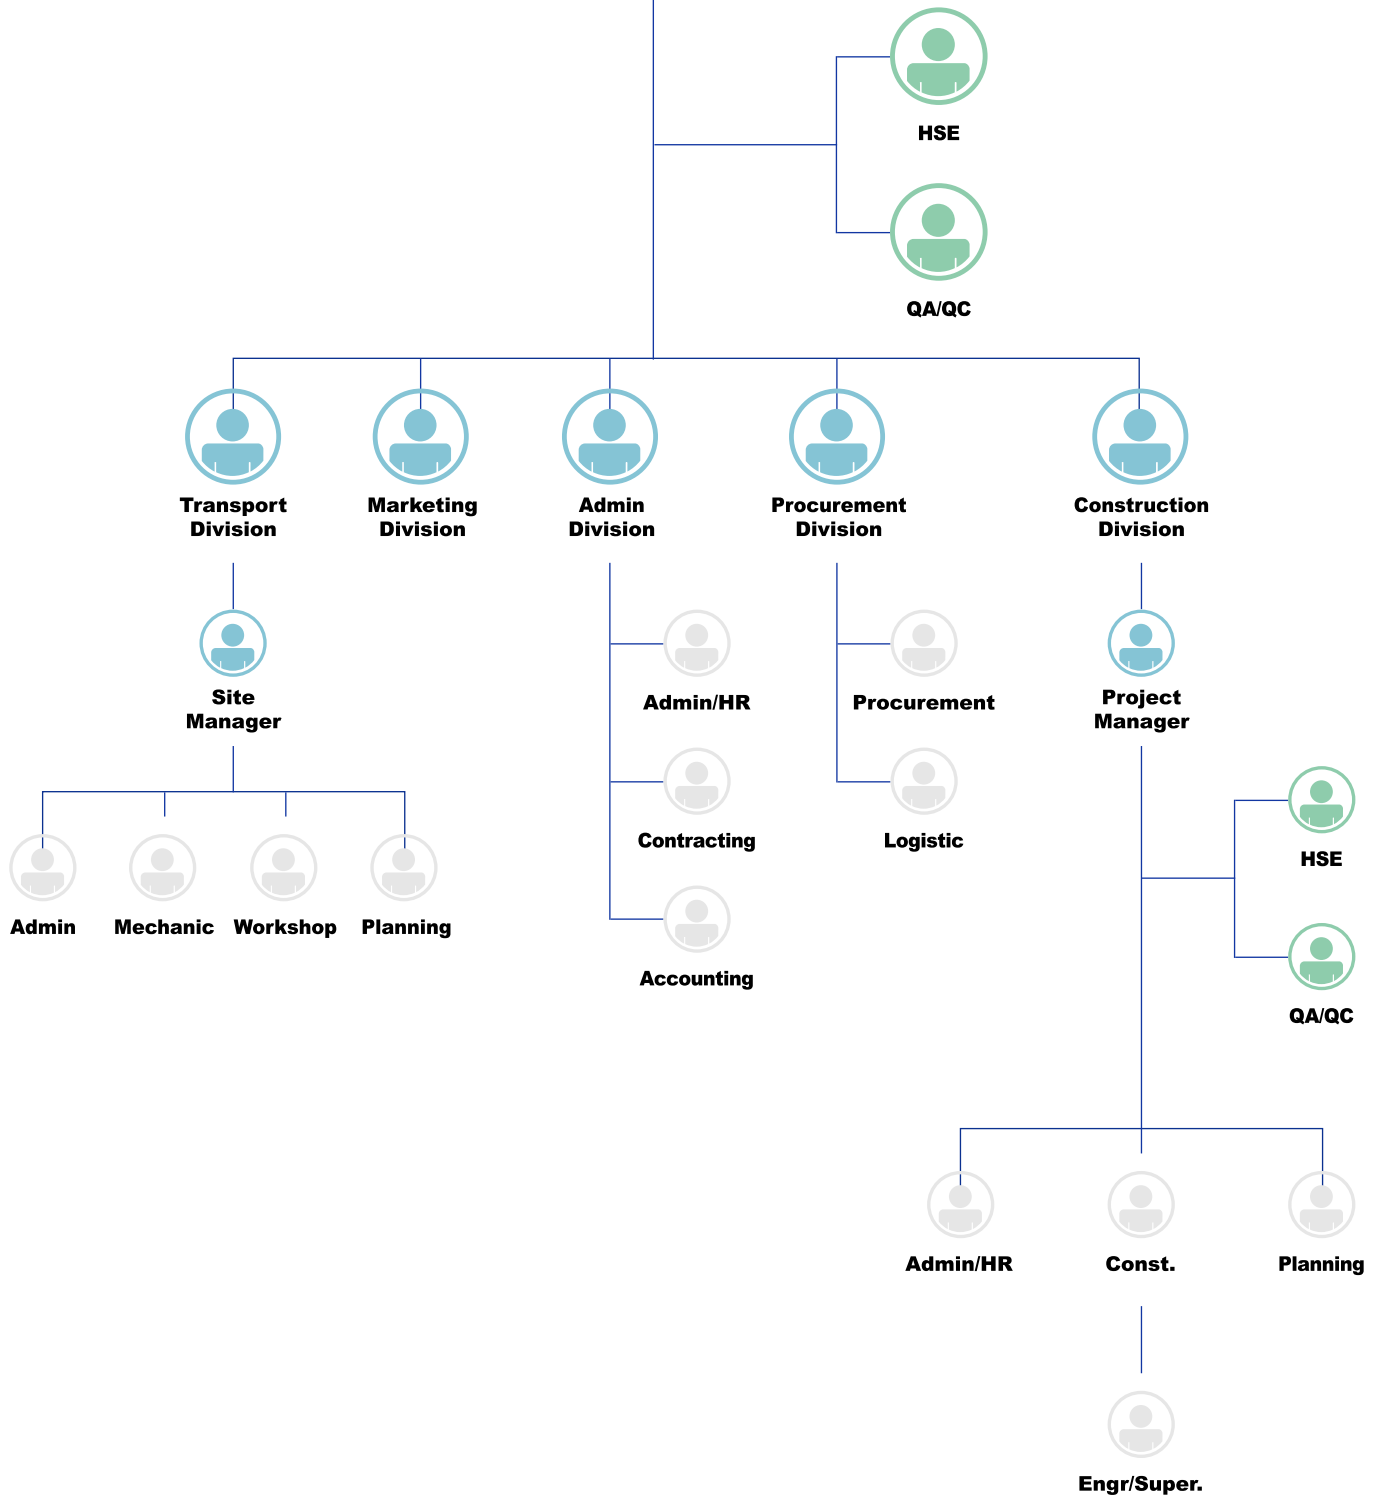 HSE
QA/QC
Transport
Division
Marketing
Division
Admin
Division
Procurement
Division
Construction
Division
Site
Manager
Admin/HR
Procurement
Project
Manager
Contracting
Logistic
HSE
Admin
Mechanic
Workshop
Planning
Accounting
QA/QC
Admin/HR
Const.
Planning
Engr/Super.